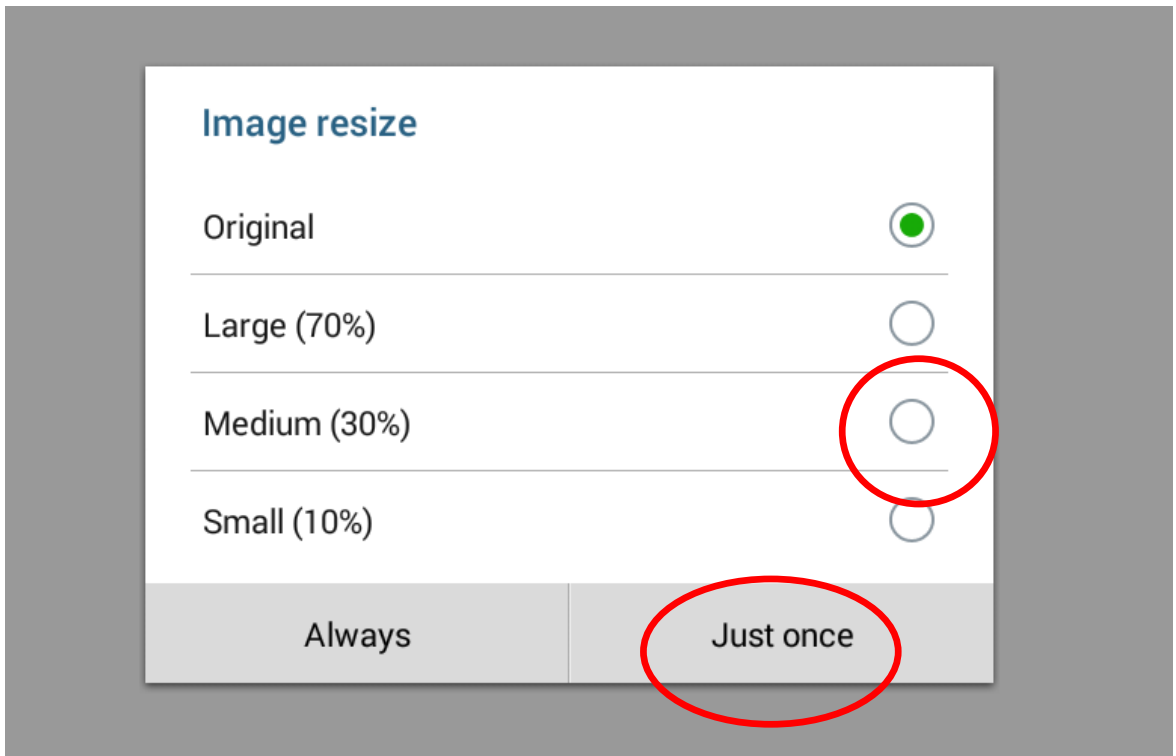 Image resize
Original
Large (70%)
Medium (30%)
Small (10%)
Always
Just once